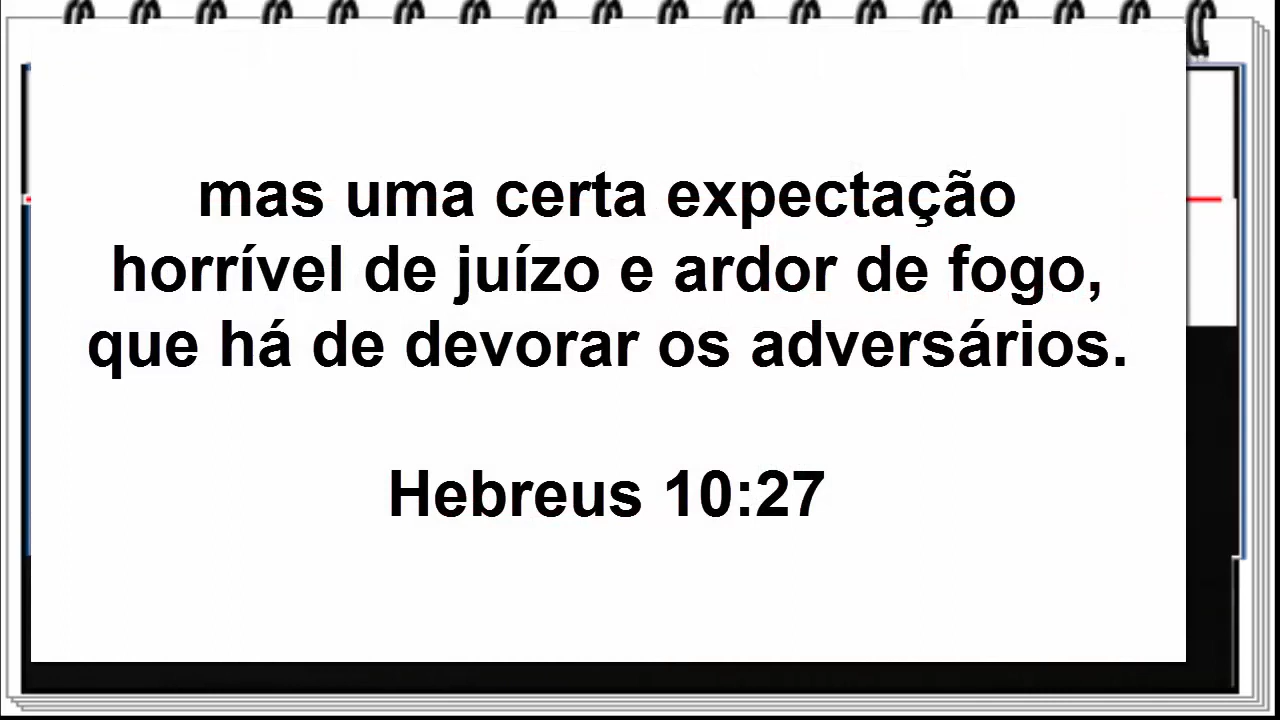 mas uma certa expectação
horrível de juízo e ardor de fogo,
que há de devorar os adversários.
Hebreus 10:27